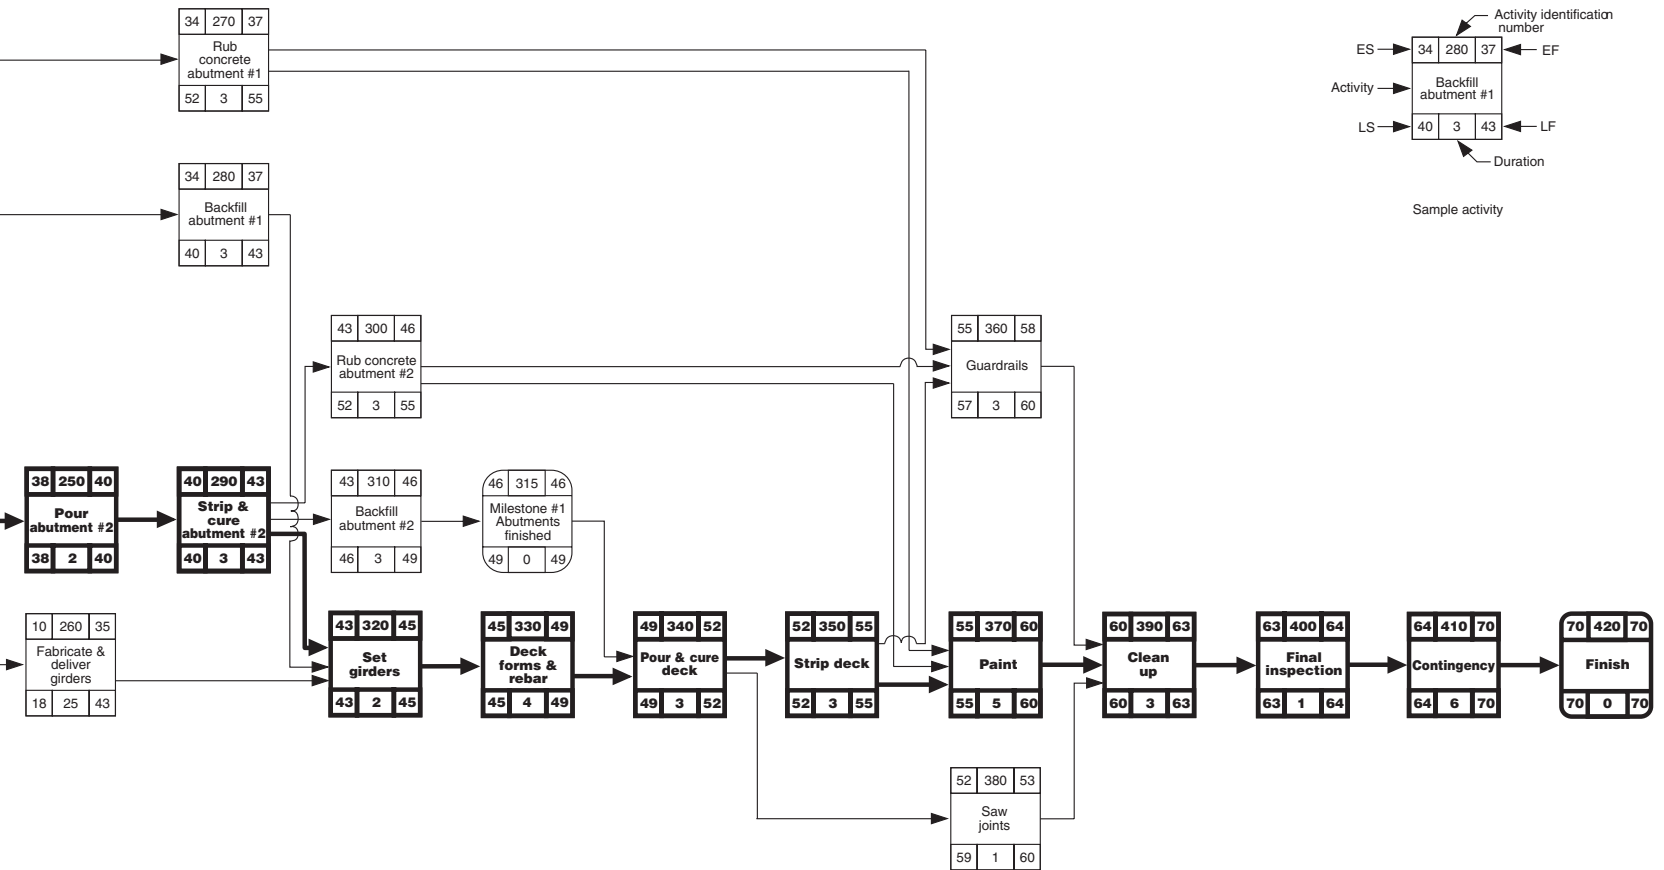 34 270 37
Rub
concrete
abutment #1
52 3 55
Activity identification
number
ES
34 280 37
EF
Activity
Backfill
abutment #1
LS
40 3 43
LF
Duration
Sample activity
34 280 37
Backfill
abutment #1
40 3 43
43 300 46
Rub concrete
abutment #2
52 3 55
55 360 58
Guardrails
57 3 60
38 250 40
Pour
abutment #2
38 2 40
40 290 43
Strip &
cure
abutment #2
40 3 43
43 310 46
Backfill
abutment #2
46 3 49
46 315 46
Milestone #1
Abutments
finished
49 0 49
10 260 35
Fabricate &
deliver
girders
18 25 43
43 320 45
Set
girders
43 2 45
45 330 49
Deck
forms &
rebar
45 4 49
49 340 52
Pour & cure
deck
49 3 52
52 350 55
Strip deck
52 3 55
55 370 60
Paint
55 5 60
60 390 63
Clean
up
60 3 63
63 400 64
Final
inspection
63 1 64
64 410 70
Contingency
64 6 70
70 420 70
Finish
70 0 70
52 380 53
Saw
joints
59 1 60